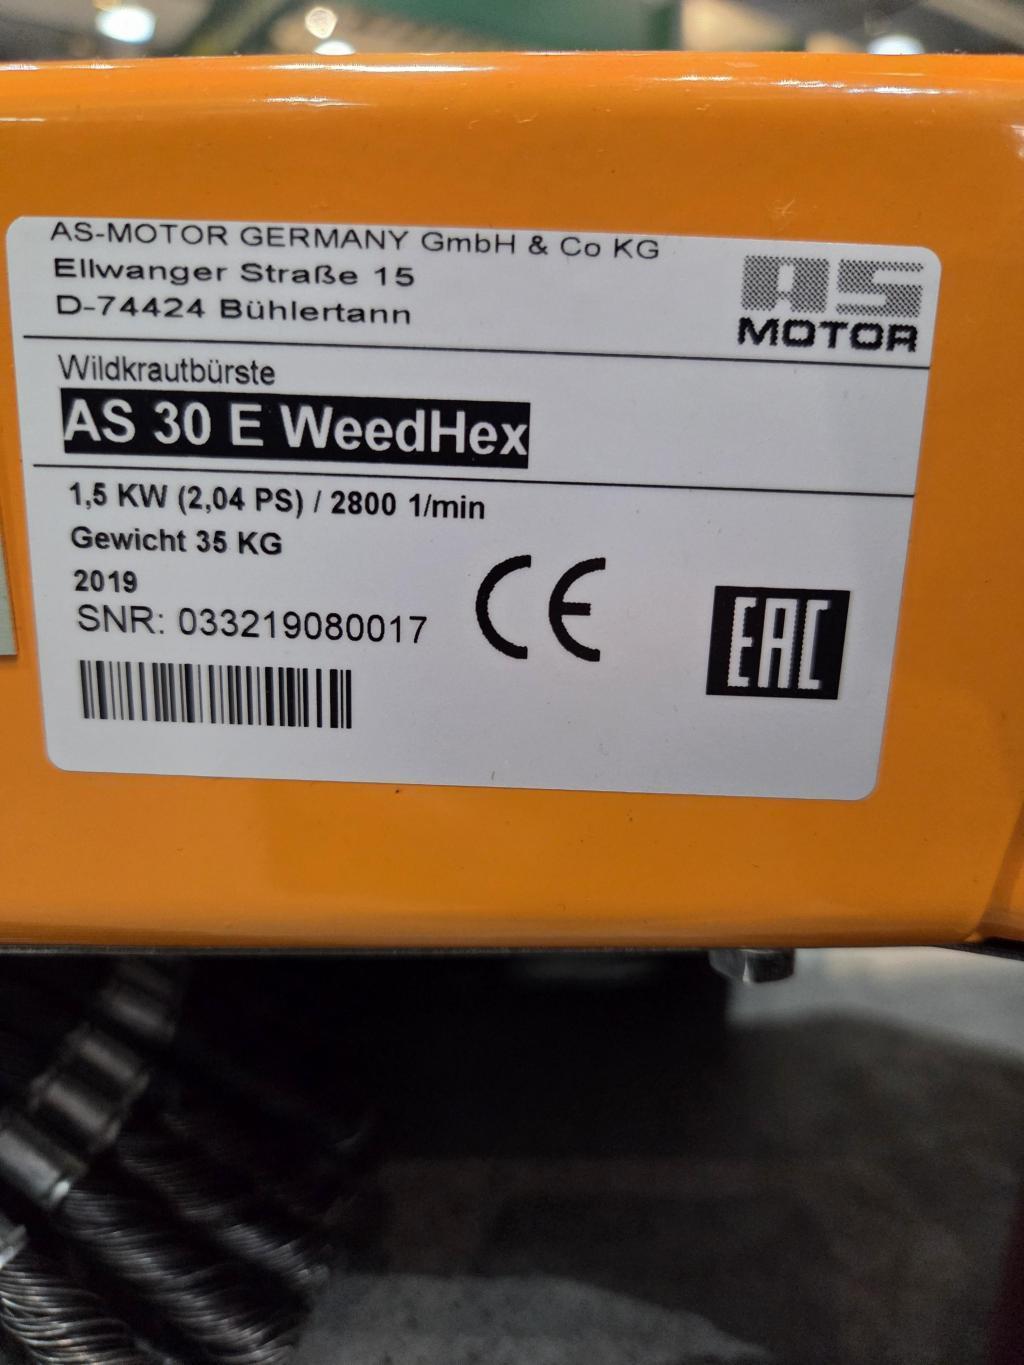 AS-MOTOR GERMANY GmbH & Co KG
Ellwanger Straße 15
D-74424 Bühlertann
AS
MOTOR
Wildkrautbürste
AS 30 E WeedHex
1,5 KW (2,04 PS) / 2800 1/min
Gewicht 35 KG
2019
SNR: 033219080017
CE
EAC